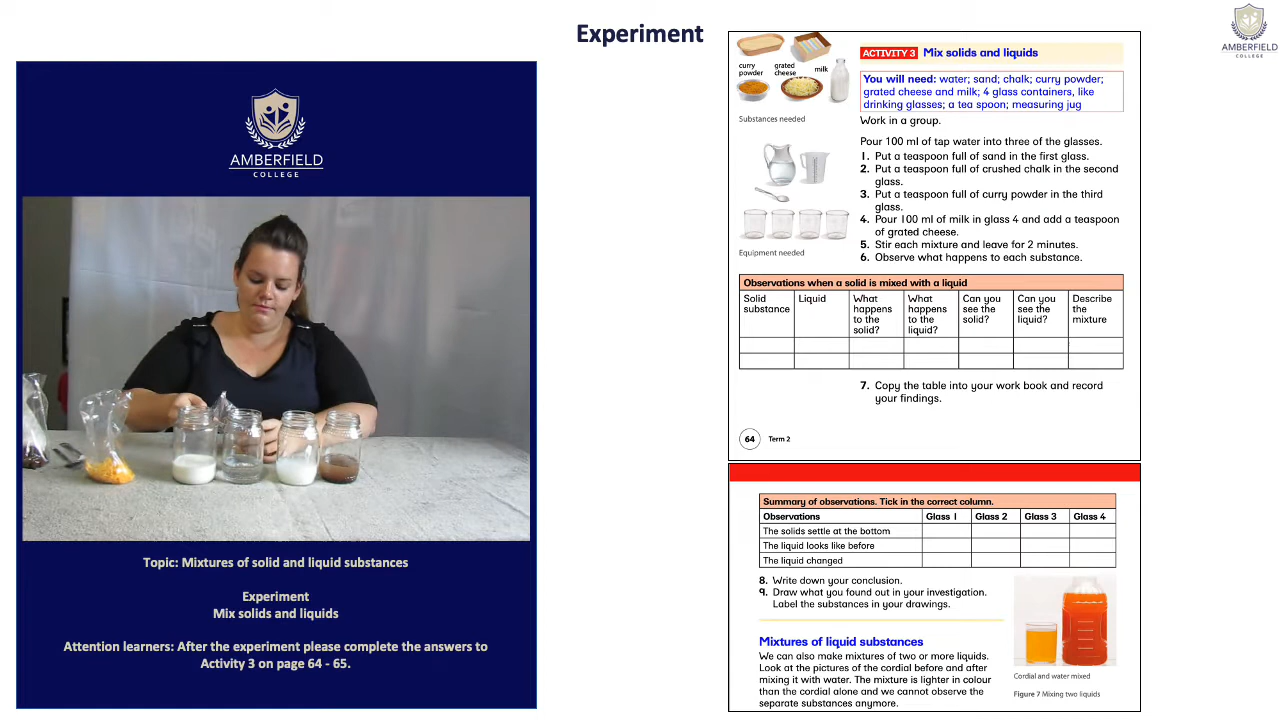 Experiment
AMBERFIELD
COLLEGE
AMBERFIELD
COLLEGE
Topic: Mixtures of solid and liquid substances
Experiment
Mix solids and liquids
Attention learners: After the experiment please complete the answers to
Activity 3 on page 64 - 65.
curry
powder
grated
cheese
milk
Substances needed
Equipment needed
ACTIVITY 3 Mix solids and liquids
You will need: water; sand; chalk; curry powder;
grated cheese and milk; 4 glass containers, like
drinking glasses; a tea spoon; measuring jug
Work in a group.
Pour 100 ml of tap water into three of the glasses.
1. Put a teaspoon full of sand in the first glass.
2. Put a teaspoon full of crushed chalk in the second
glass.
3. Put a teaspoon full of curry powder in the third
glass.
4. Pour 100 ml of milk in glass 4 and add a teaspoon
of grated cheese.
5. Stir each mixture and leave for 2 minutes.
6. Observe what happens to each substance.
Observations when a solid is mixed with a liquid
Solid
substance
Liquid
What
happens
to the
solid?
What
happens
to the
liquid?
Can you
see the
solid?
Can you
see the
liquid?
Describe
the
mixture
7. Copy the table into your work book and record
your findings.
64 Term 2
Summary of observations. Tick in the correct column.
Observations Glass 1 Glass 2 Glass 3 Glass 4
The solids settle at the bottom
The liquid looks like before
The liquid changed
8. Write down your conclusion.
9. Draw what you found out in your investigation.
Label the substances in your drawings.
Mixtures of liquid substances
We can also make mixtures of two or more liquids.
Look at the pictures of the cordial before and after
mixing it with water. The mixture is lighter in colour
than the cordial alone and we cannot observe the
separate substances anymore.
Cordial and water mixed
Figure 7 Mixing two liquids